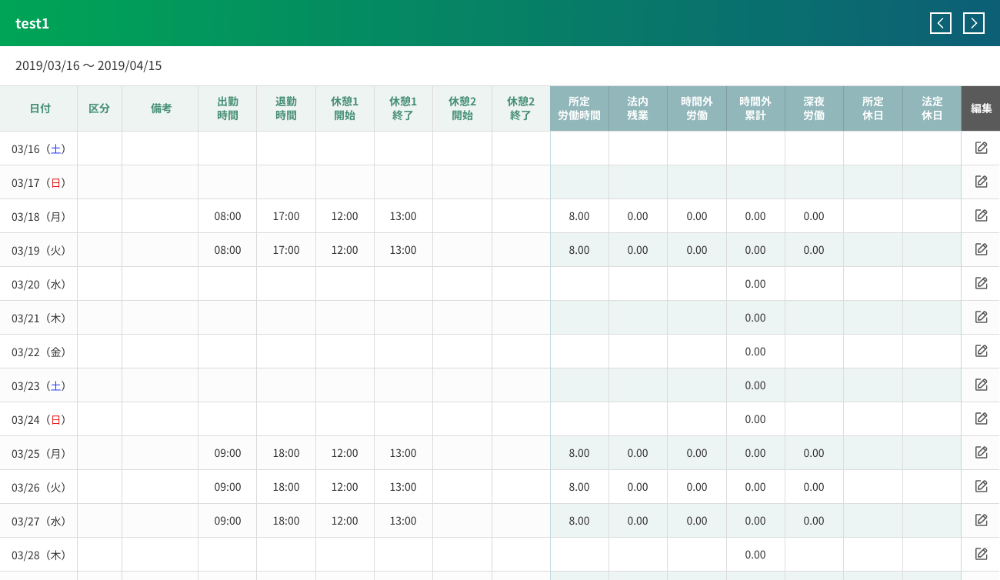 test1
2019/03/16 ～ 2019/04/15
日付 区分 備考 出勤時間 退勤時間 休憩1開始 休憩1終了 休憩2開始 休憩2終了 所定労働時間 法内残業 時間外労働 時間外累計 深夜労働 所定休日 法定休日 編集
03/16（土）
03/17（日）
03/18（月） 08:00 17:00 12:00 13:00 8.00 0.00 0.00 0.00 0.00
03/19（火） 08:00 17:00 12:00 13:00 8.00 0.00 0.00 0.00 0.00
03/20（水） 0.00
03/21（木） 0.00
03/22（金） 0.00
03/23（土） 0.00
03/24（日） 0.00
03/25（月） 09:00 18:00 12:00 13:00 8.00 0.00 0.00 0.00 0.00
03/26（火） 09:00 18:00 12:00 13:00 8.00 0.00 0.00 0.00 0.00
03/27（水） 09:00 18:00 12:00 13:00 8.00 0.00 0.00 0.00 0.00
03/28（木） 0.00